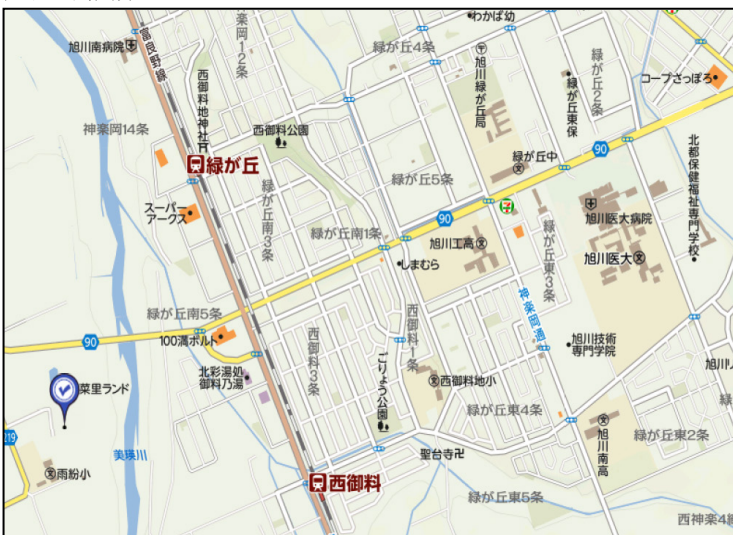 わかば幼
旭川南病院
富良野線
神楽岡12条
緑が丘4条
旭川緑が丘局
緑が丘東保
緑が丘2条
コープさっぽろ
西御料地神社
神楽岡14条
西御料公園
90
緑が丘中
北都保健福祉専門学校
緑が丘
緑が丘5条
スーパー
アークス
緑が丘南3条
90
7
旭川医大病院
緑が丘南1条
旭川工高
緑が丘東3条
旭川医大
しまむら
神楽岡通
緑が丘南5条
西御料1条
90
100満ボルト
西御料3条
旭川技術
専門学院
ごりょう公園
北彩湯処
御料乃湯
旭川リ
西御料地小
菜里ランド
緑が丘東4条
緑
219
旭川南高
緑が丘東2条
美瑛川
聖台寺
雨紛小
西御料
緑が丘東5条
西神楽4線